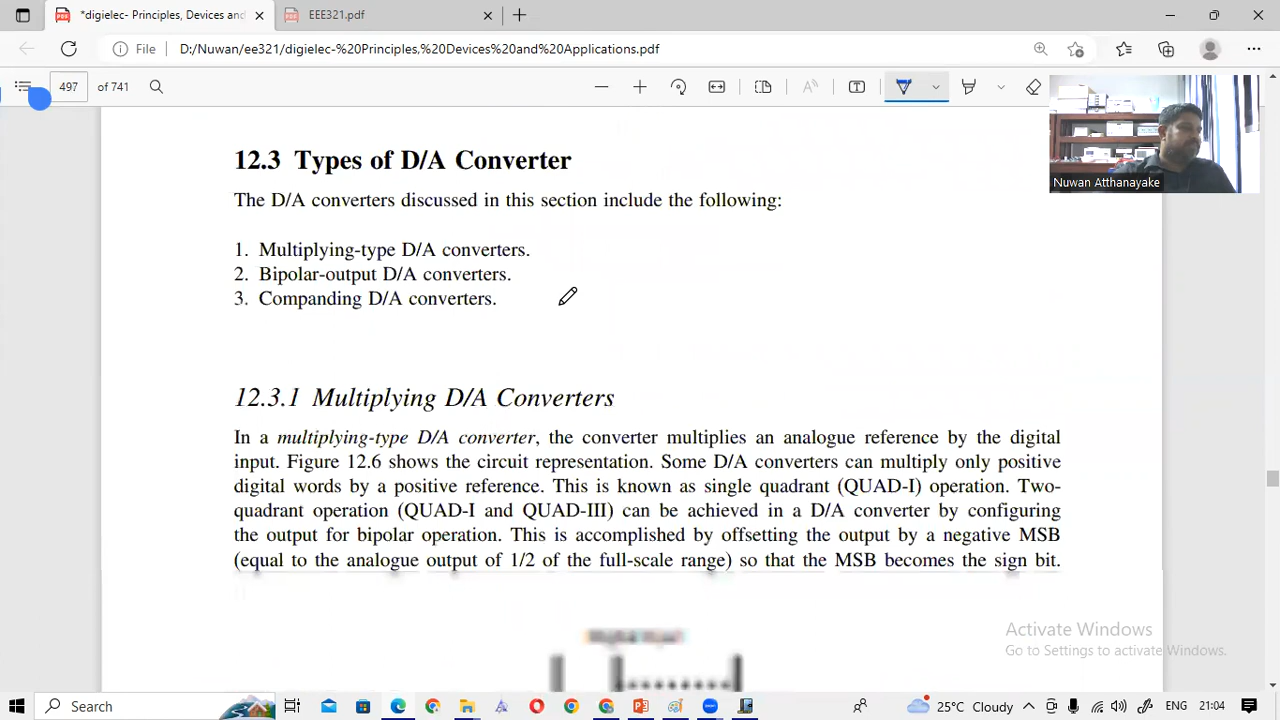 *digielec- Principles, Devices and
EEE321.pdf
File
D:/Nuwan/ee321/digielec-%20Principles,%20Devices%20and%20Applications.pdf
497 of 741
12.3 Types of D/A Converter
The D/A converters discussed in this section include the following:
1. Multiplying-type D/A converters.
2. Bipolar-output D/A converters.
3. Companding D/A converters.
12.3.1 Multiplying D/A Converters
In a multiplying-type D/A converter, the converter multiplies an analogue reference by the digital
input. Figure 12.6 shows the circuit representation. Some D/A converters can multiply only positive
digital words by a positive reference. This is known as single quadrant (QUAD-I) operation. Two-
quadrant operation (QUAD-I and QUAD-III) can be achieved in a D/A converter by configuring
the output for bipolar operation. This is accomplished by offsetting the output by a negative MSB
(equal to the analogue output of 1/2 of the full-scale range) so that the MSB becomes the sign bit.
Nuwan Atthanayake
Activate Windows
Go to Settings to activate Windows.
Search
25°C Cloudy
ENG
21:04